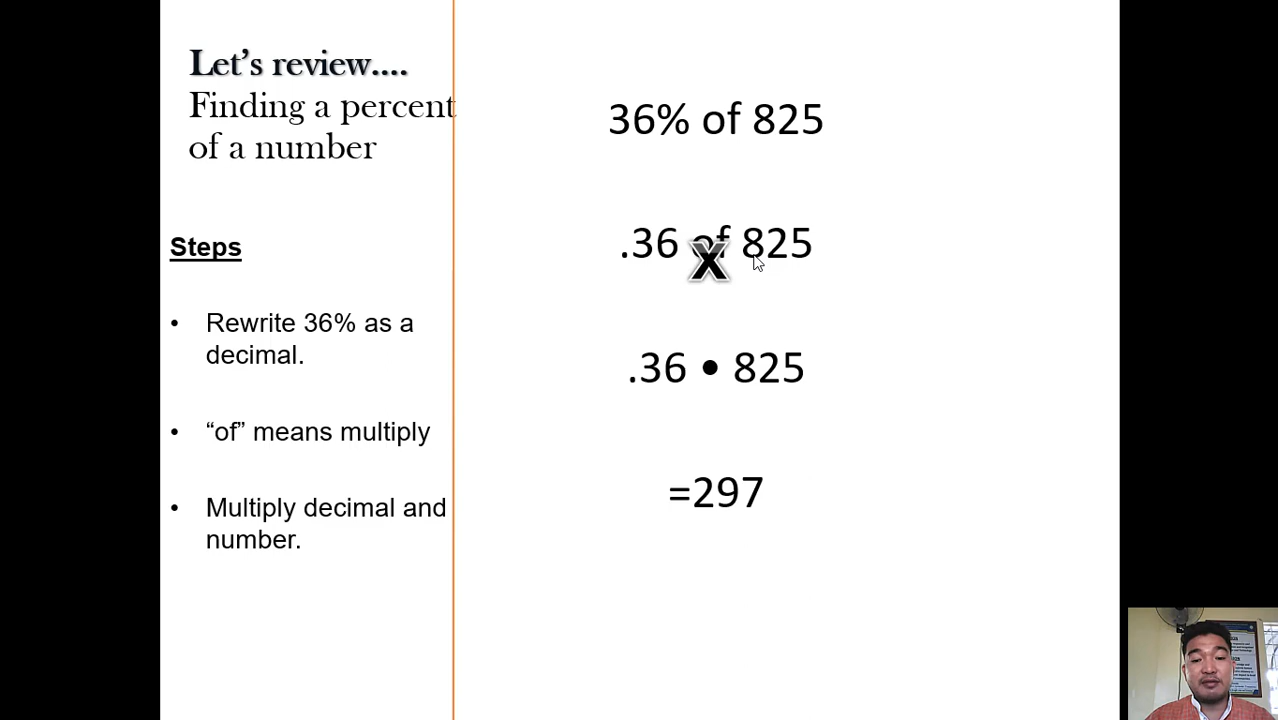 Let's review....
Finding a percent
of a number
Steps
• Rewrite 36% as a
decimal.
• “of” means multiply
• Multiply decimal and
number.
36% of 825
.36 of 825
X
.36 • 825
=297